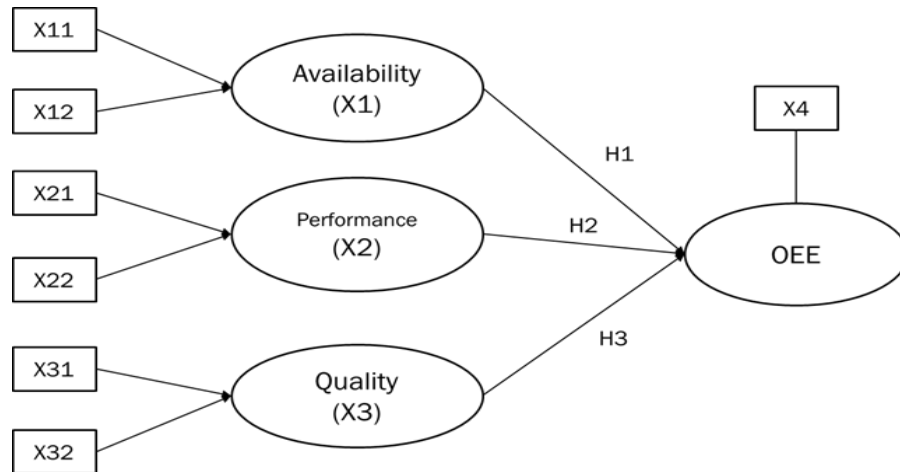 X11
X12
Availability
(X1)
X21
X22
Performance
(X2)
X31
X32
Quality
(X3)
H1
H2
H3
X4
OEE